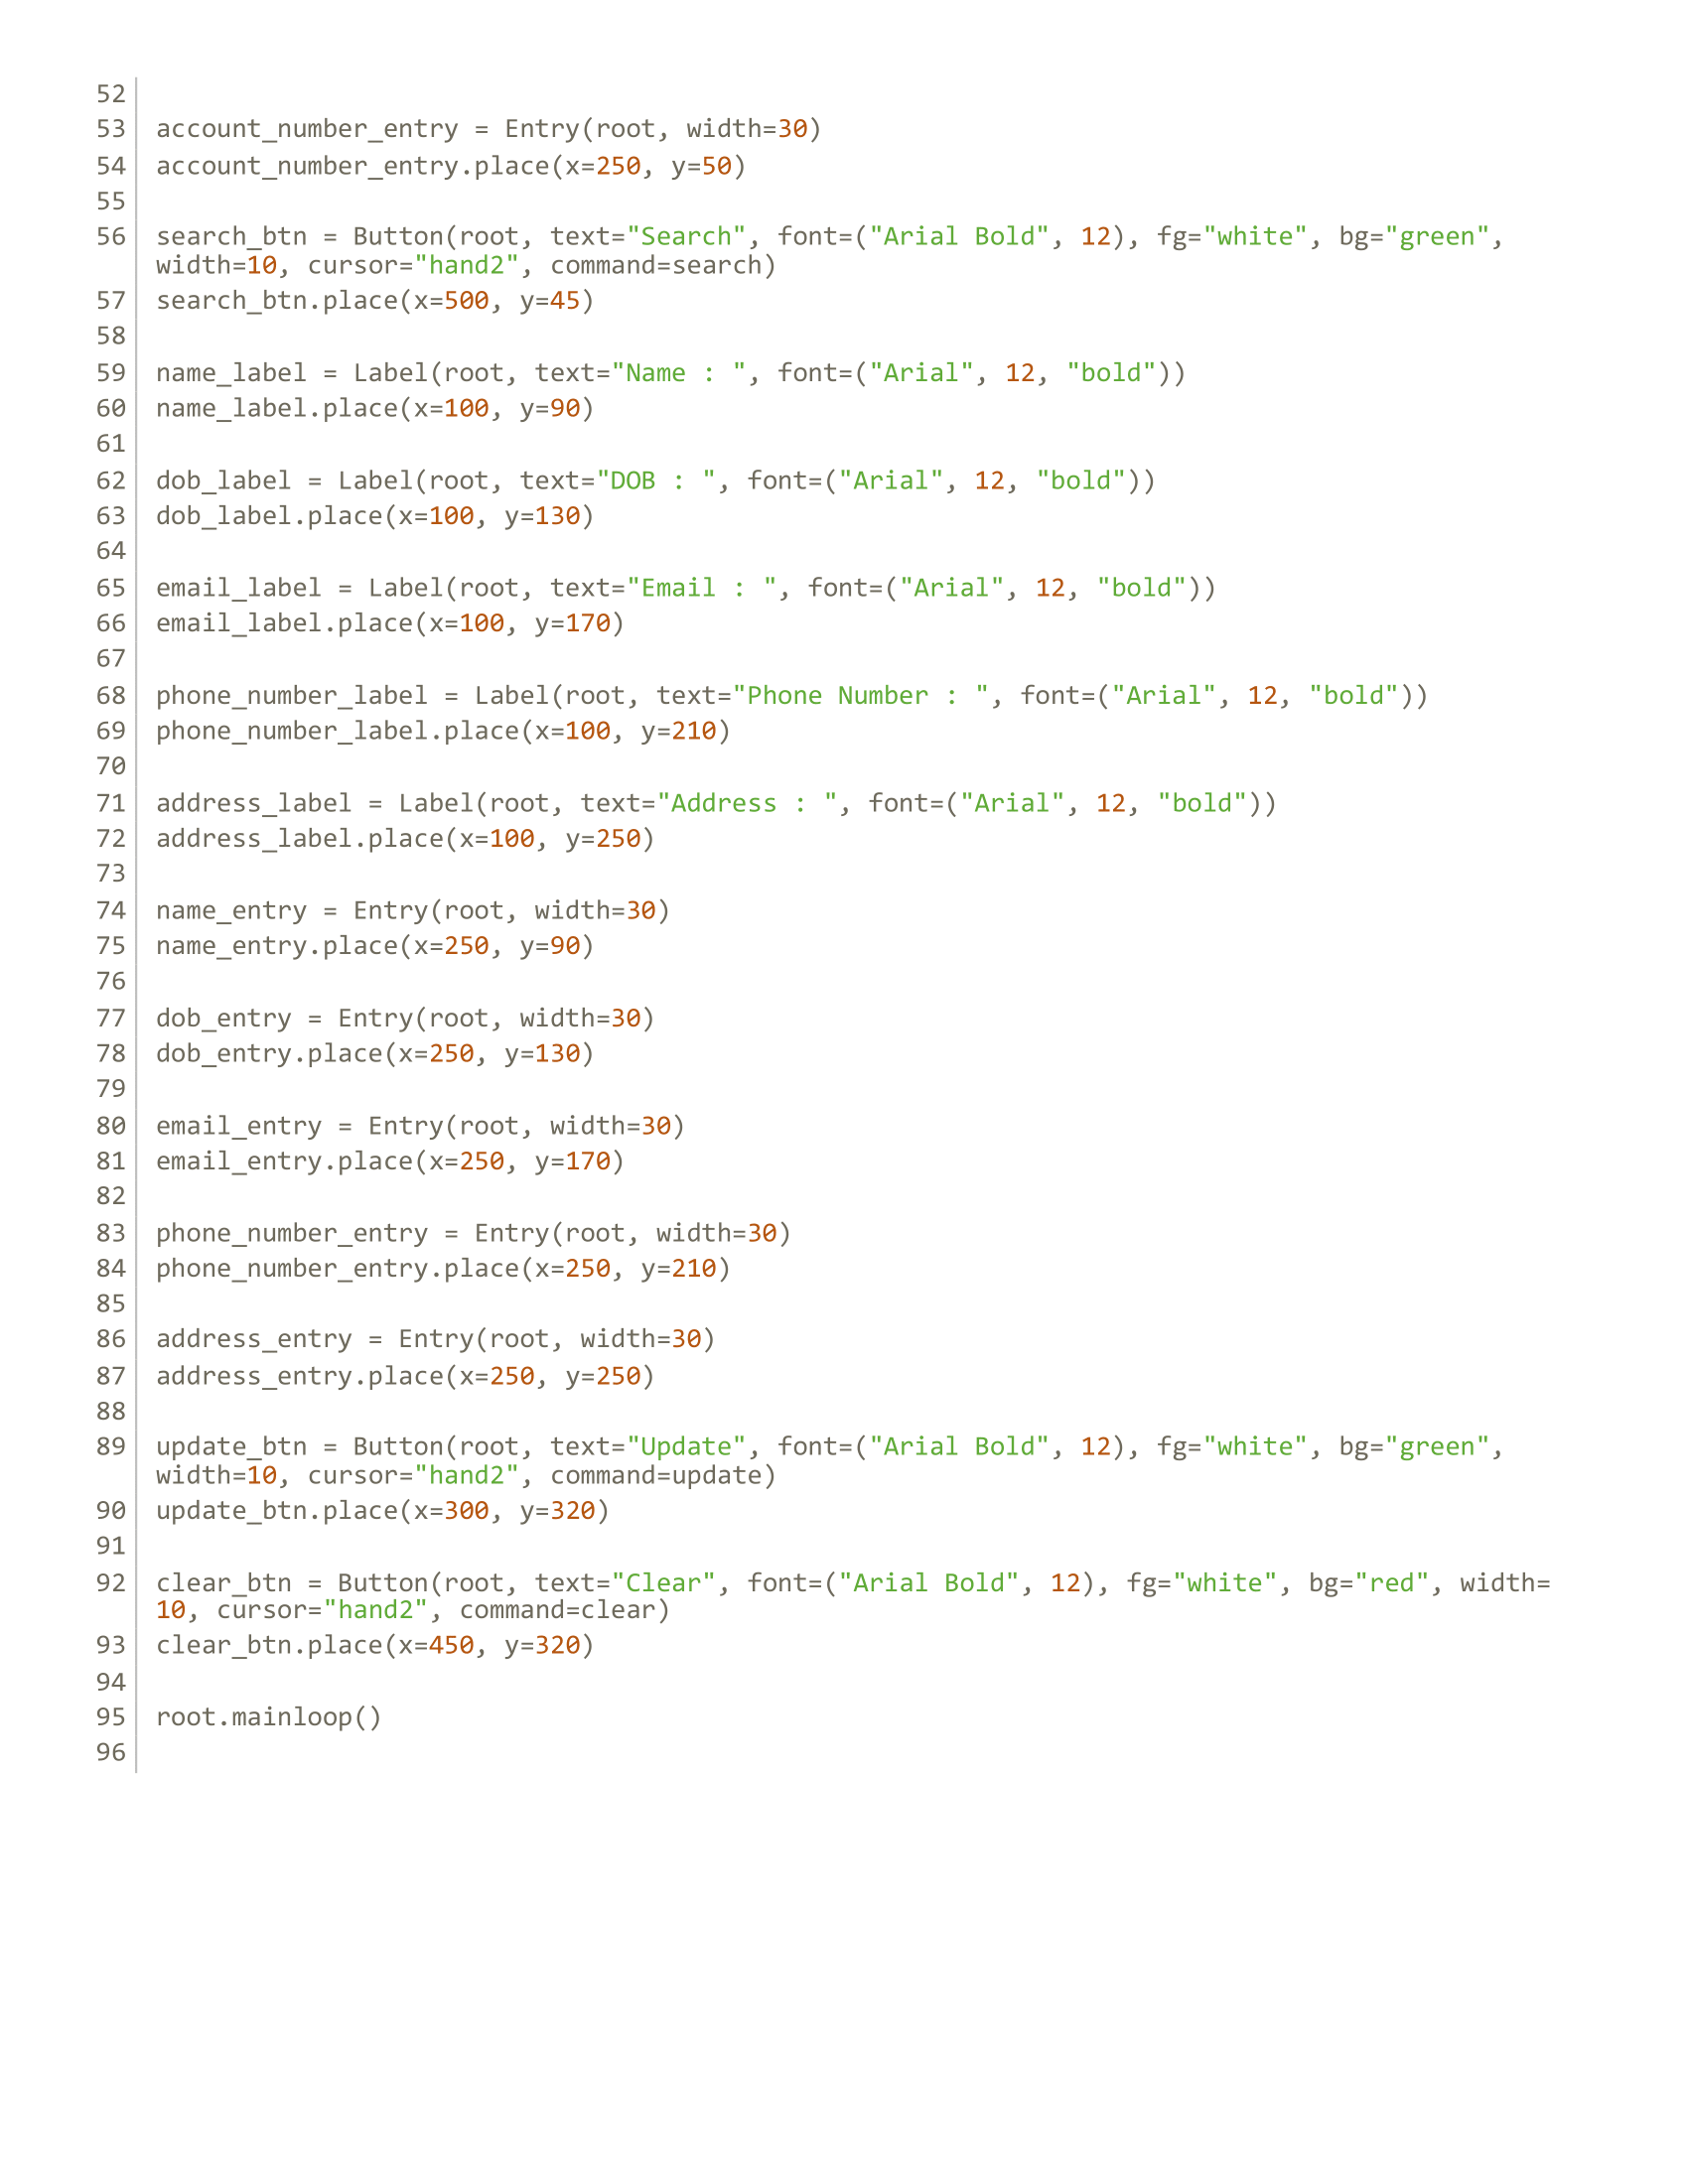 52
53 account_number_entry = Entry(root, width=30)
54 account_number_entry.place(x=250, y=50)
55
56 search_btn = Button(root, text="Search", font=("Arial Bold", 12), fg="white", bg="green",
width=10, cursor="hand2", command=search)
57 search_btn.place(x=500, y=45)
58
59 name_label = Label(root, text="Name : ", font=("Arial", 12, "bold"))
60 name_label.place(x=100, y=90)
61
62 dob_label = Label(root, text="DOB : ", font=("Arial", 12, "bold"))
63 dob_label.place(x=100, y=130)
64
65 email_label = Label(root, text="Email : ", font=("Arial", 12, "bold"))
66 email_label.place(x=100, y=170)
67
68 phone_number_label = Label(root, text="Phone Number : ", font=("Arial", 12, "bold"))
69 phone_number_label.place(x=100, y=210)
70
71 address_label = Label(root, text="Address : ", font=("Arial", 12, "bold"))
72 address_label.place(x=100, y=250)
73
74 name_entry = Entry(root, width=30)
75 name_entry.place(x=250, y=90)
76
77 dob_entry = Entry(root, width=30)
78 dob_entry.place(x=250, y=130)
79
80 email_entry = Entry(root, width=30)
81 email_entry.place(x=250, y=170)
82
83 phone_number_entry = Entry(root, width=30)
84 phone_number_entry.place(x=250, y=210)
85
86 address_entry = Entry(root, width=30)
87 address_entry.place(x=250, y=250)
88
89 update_btn = Button(root, text="Update", font=("Arial Bold", 12), fg="white", bg="green",
width=10, cursor="hand2", command=update)
90 update_btn.place(x=300, y=320)
91
92 clear_btn = Button(root, text="Clear", font=("Arial Bold", 12), fg="white", bg="red", width=
10, cursor="hand2", command=clear)
93 clear_btn.place(x=450, y=320)
94
95 root.mainloop()
96